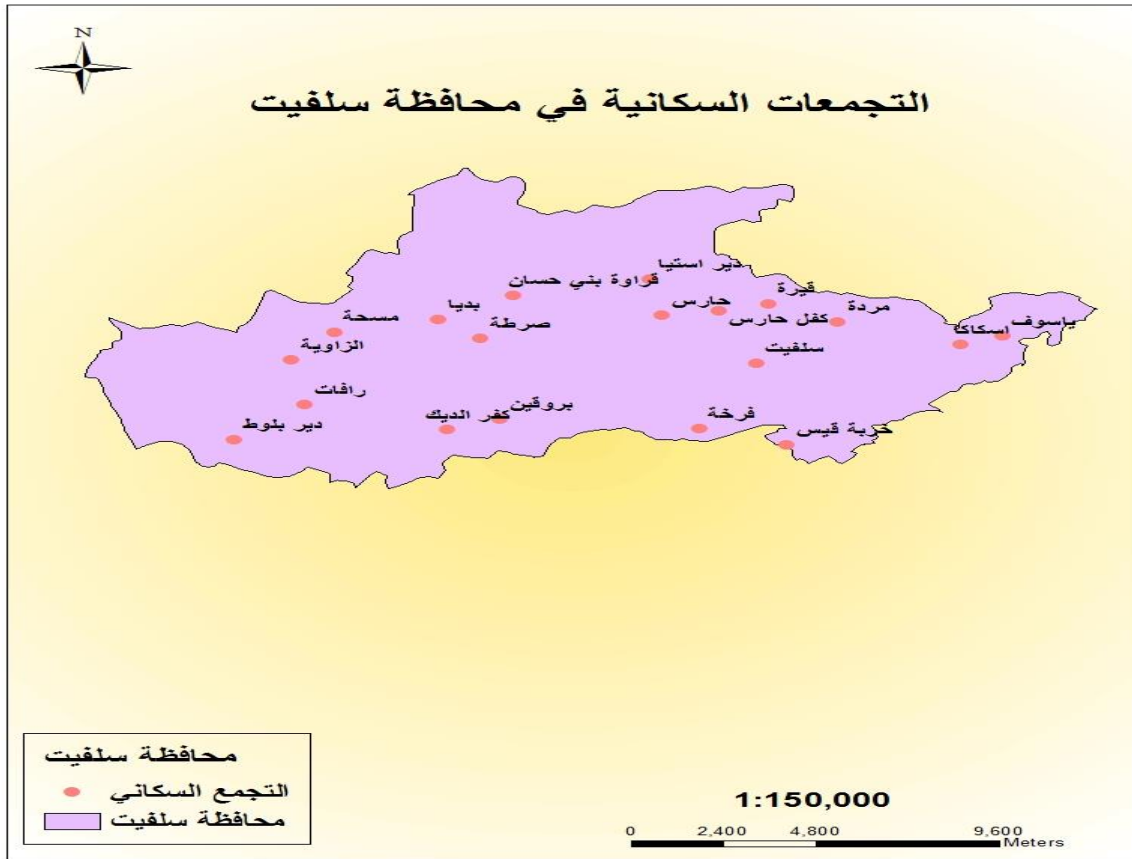 N
التجمعات السكانية في محافظة سلفيت
دير استيا
قراوة بني حسان
قيرة
بديا
حارس
كفل حارس
مردة
مسحة
صرطة
ياسوف
اسكاكا
الزاوية
سلفيت
رافات
بروقين
كفر الديك
فرخة
دير بلوط
خربة قيس
محافظة سلفيت
التجمع السكاني
محافظة سلفيت
1:150,000
0 2,400 4,800 9,600
Meters